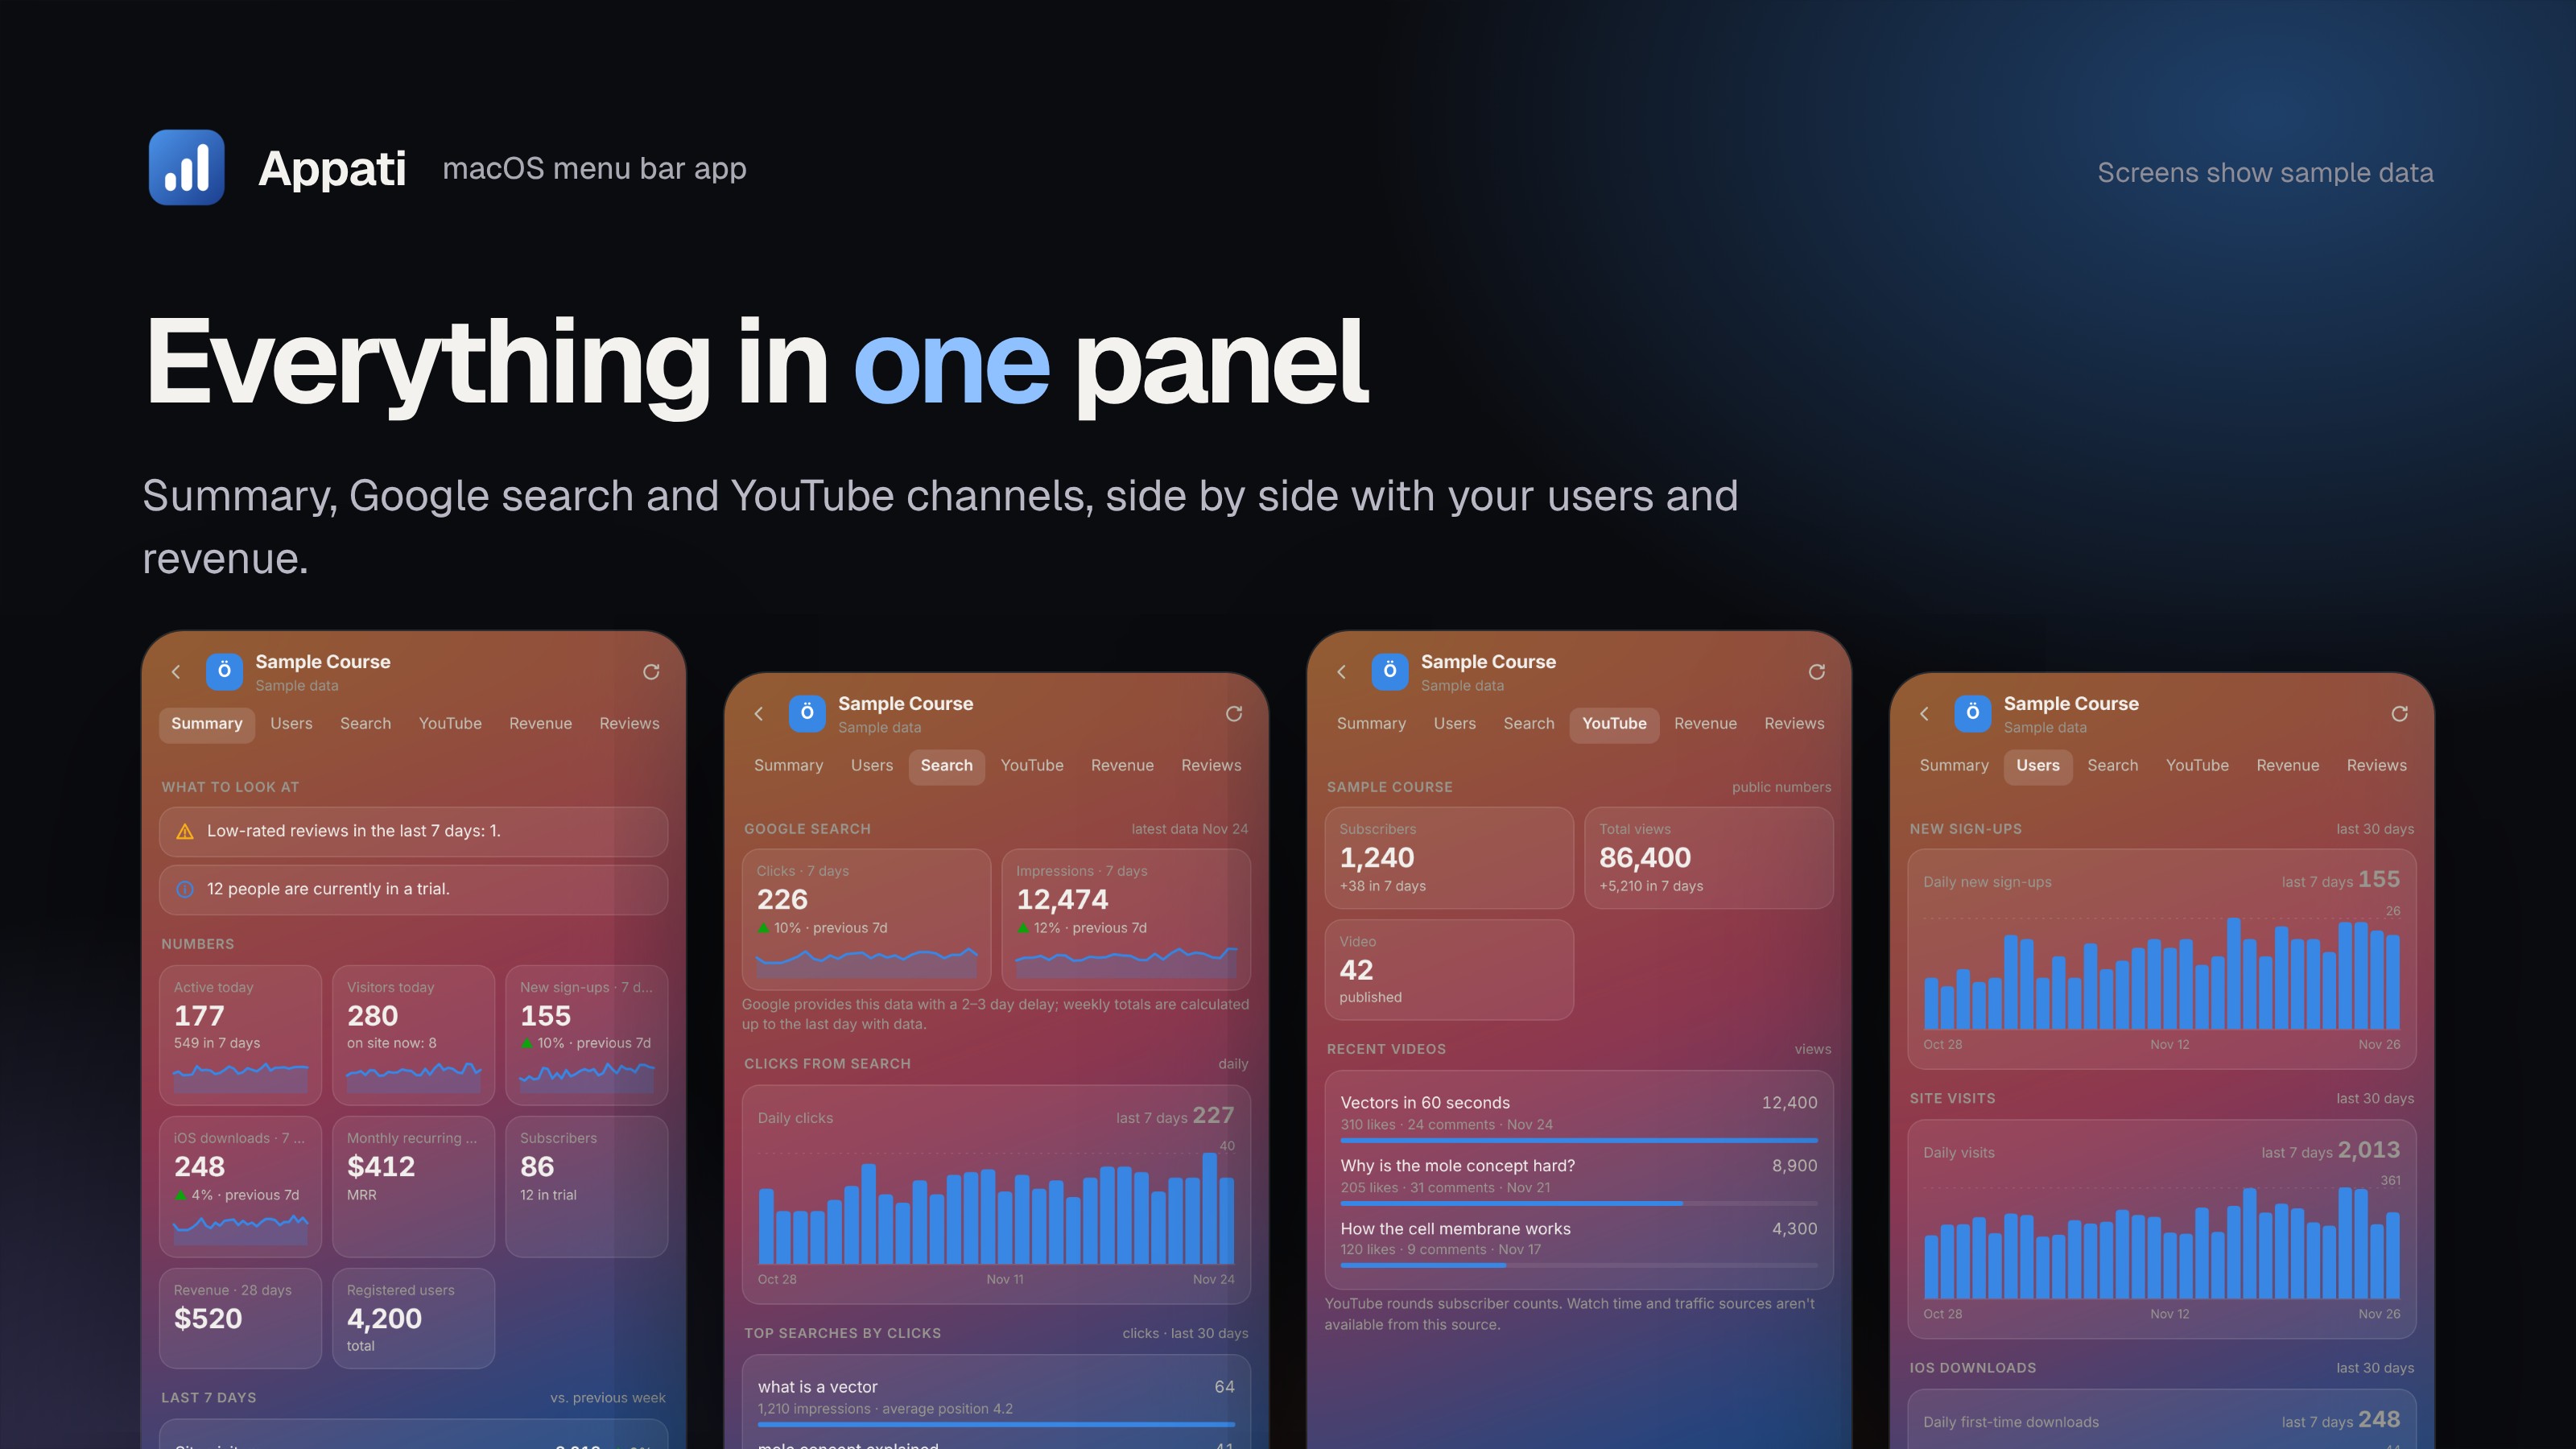 Appati
macOS menu bar app
Screens show sample data
Everything in one panel
Summary, Google search and YouTube channels, side by side with your users and
revenue.
Ö
Sample Course
Sample data
Summary Users Search YouTube Revenue Reviews
WHAT TO LOOK AT
Low-rated reviews in the last 7 days: 1.
12 people are currently in a trial.
NUMBERS
Active today
177
549 in 7 days
Visitors today
280
on site now: 8
New sign-ups · 7 d...
155
▲ 10% · previous 7d
iOS downloads · 7 ...
248
▲ 4% · previous 7d
Monthly recurring ...
$412
MRR
Subscribers
86
12 in trial
Revenue · 28 days
$520
Registered users
4,200
total
LAST 7 DAYS vs. previous week
Ö
Sample Course
Sample data
Summary Users Search YouTube Revenue Reviews
GOOGLE SEARCH latest data Nov 24
Clicks · 7 days
226
▲ 10% · previous 7d
Impressions · 7 days
12,474
▲ 12% · previous 7d
Google provides this data with a 2–3 day delay; weekly totals are calculated
up to the last day with data.
CLICKS FROM SEARCH daily
Daily clicks last 7 days 227
40
Oct 28 Nov 11 Nov 24
TOP SEARCHES BY CLICKS clicks · last 30 days
what is a vector 64
1,210 impressions · average position 4.2
mole concept explained 41
Ö
Sample Course
Sample data
Summary Users Search YouTube Revenue Reviews
SAMPLE COURSE public numbers
Subscribers
1,240
+38 in 7 days
Total views
86,400
+5,210 in 7 days
Video
42
published
RECENT VIDEOS views
Vectors in 60 seconds 12,400
310 likes · 24 comments · Nov 24
Why is the mole concept hard? 8,900
205 likes · 31 comments · Nov 21
How the cell membrane works 4,300
120 likes · 9 comments · Nov 17
YouTube rounds subscriber counts. Watch time and traffic sources aren't
available from this source.
Ö
Sample Course
Sample data
Summary Users Search YouTube Revenue Reviews
NEW SIGN-UPS last 30 days
Daily new sign-ups last 7 days 155
26
Oct 28 Nov 12 Nov 26
SITE VISITS last 30 days
Daily visits last 7 days 2,013
361
Oct 28 Nov 12 Nov 26
IOS DOWNLOADS last 30 days
Daily first-time downloads last 7 days 248